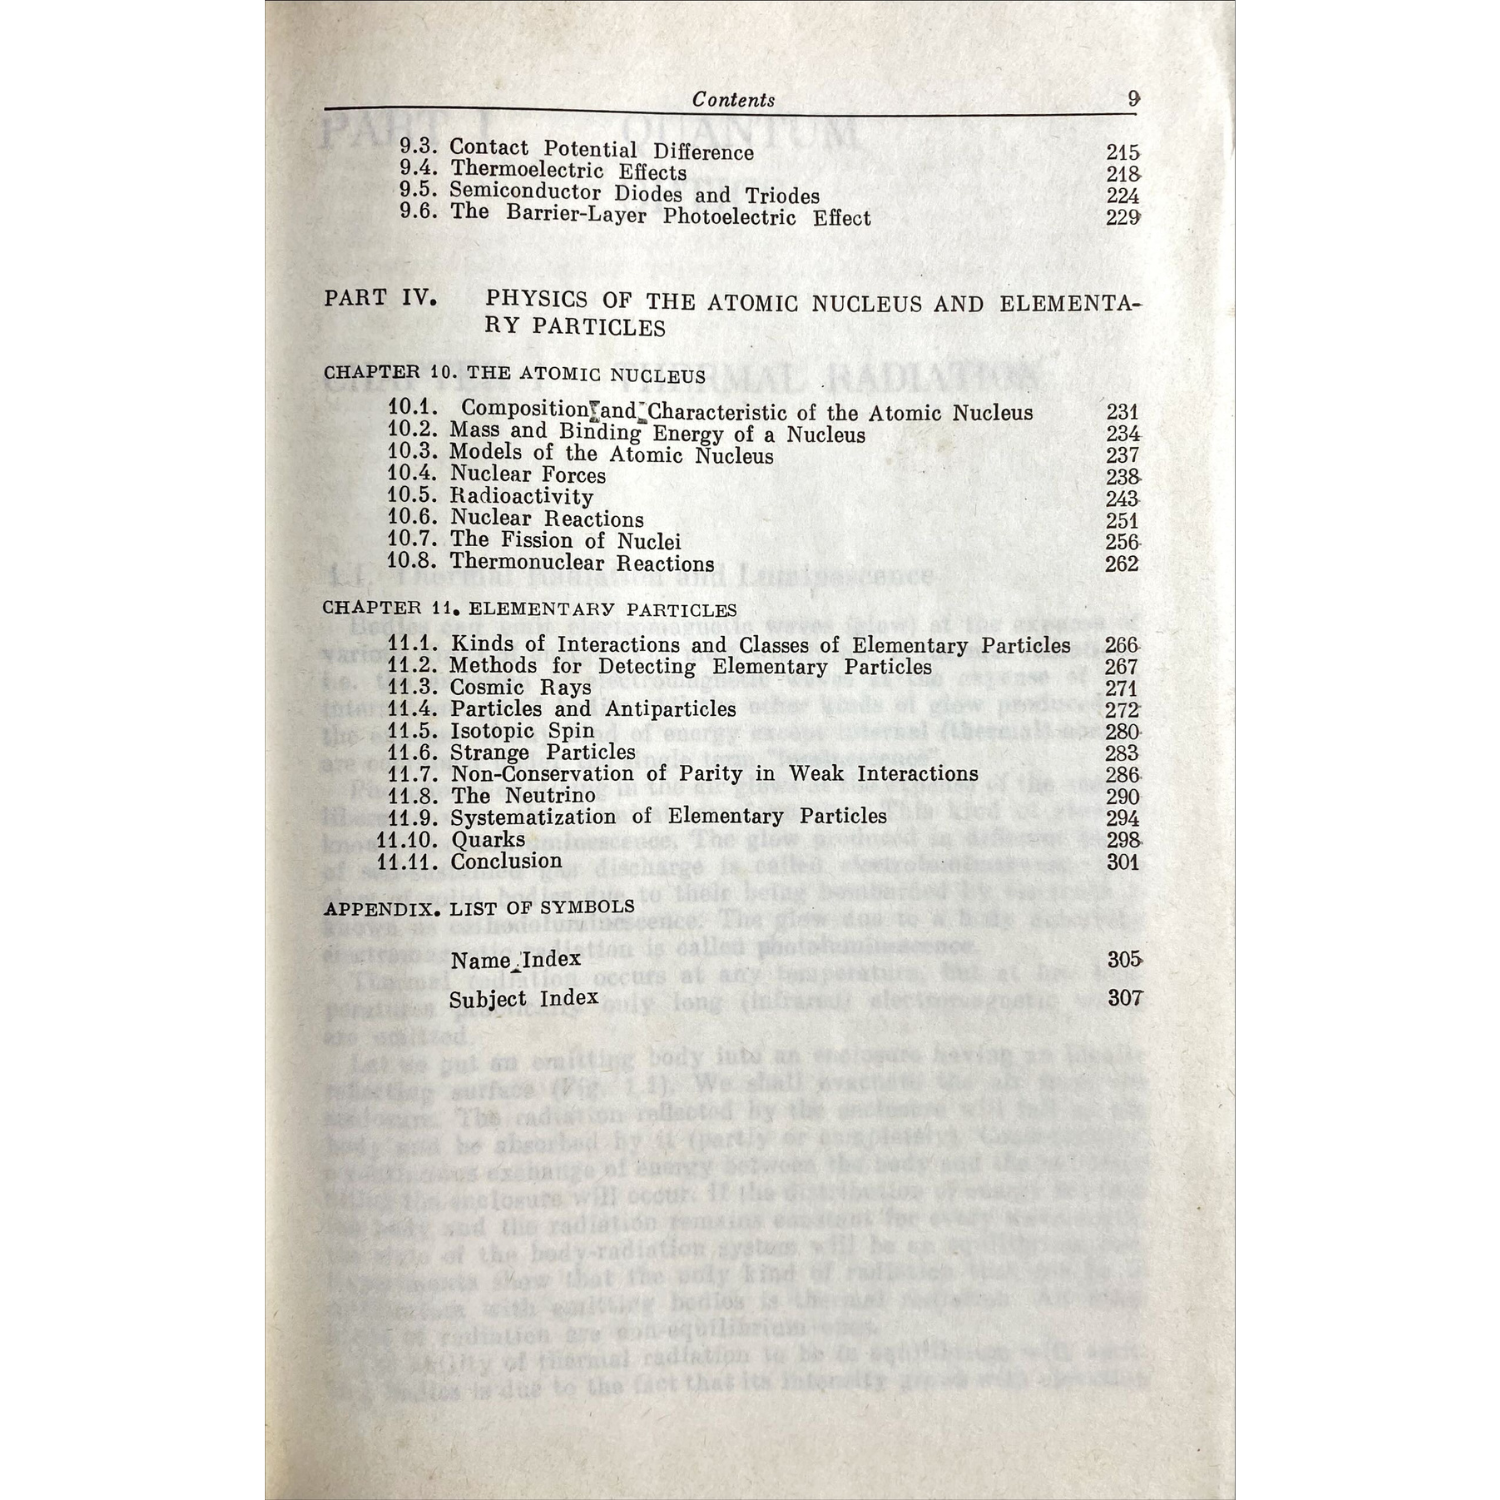 Contents 9
9.3. Contact Potential Difference 215
9.4. Thermoelectric Effects 218
9.5. Semiconductor Diodes and Triodes 224
9.6. The Barrier-Layer Photoelectric Effect 229
PART IV. PHYSICS OF THE ATOMIC NUCLEUS AND ELEMENTA-
RY PARTICLES
CHAPTER 10. THE ATOMIC NUCLEUS
10.1. Composition and Characteristic of the Atomic Nucleus 231
10.2. Mass and Binding Energy of a Nucleus 234
10.3. Models of the Atomic Nucleus 237
10.4. Nuclear Forces 238
10.5. Radioactivity 243
10.6. Nuclear Reactions 251
10.7. The Fission of Nuclei 256
10.8. Thermonuclear Reactions 262
CHAPTER 11. ELEMENTARY PARTICLES
11.1. Kinds of Interactions and Classes of Elementary Particles 266
11.2. Methods for Detecting Elementary Particles 267
11.3. Cosmic Rays 271
11.4. Particles and Antiparticles 272
11.5. Isotopic Spin 280
11.6. Strange Particles 283
11.7. Non-Conservation of Parity in Weak Interactions 286
11.8. The Neutrino 290
11.9. Systematization of Elementary Particles 294
11.10. Quarks 298
11.11. Conclusion 301
APPENDIX. LIST OF SYMBOLS
Name Index 305
Subject Index 307